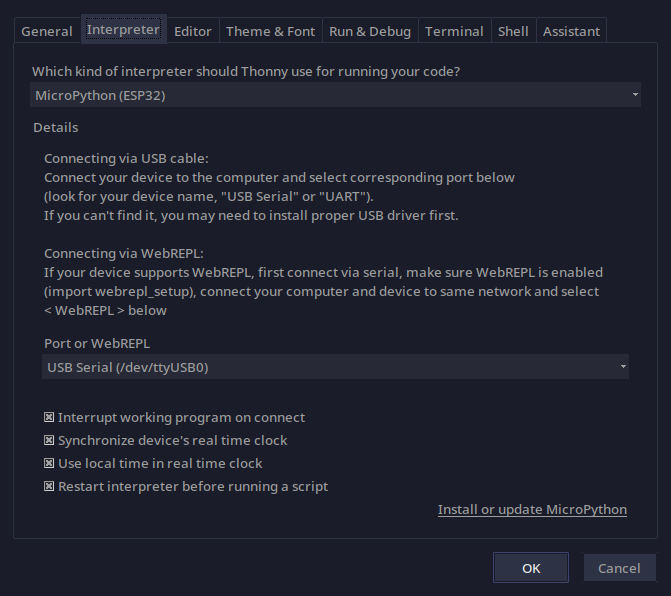 General Interpreter Editor Theme & Font Run & Debug Terminal Shell Assistant
Which kind of interpreter should Thonny use for running your code?
MicroPython (ESP32)
Details
Connecting via USB cable:
Connect your device to the computer and select corresponding port below
(look for your device name, "USB Serial" or "UART").
If you can't find it, you may need to install proper USB driver first.
Connecting via WebREPL:
If your device supports WebREPL, first connect via serial, make sure WebREPL is enabled
(import webrepl_setup), connect your computer and device to same network and select
< WebREPL > below
Port or WebREPL
USB Serial (/dev/ttyUSB0)
Interrupt working program on connect
Synchronize device's real time clock
Use local time in real time clock
Restart interpreter before running a script
Install or update MicroPython
OK Cancel